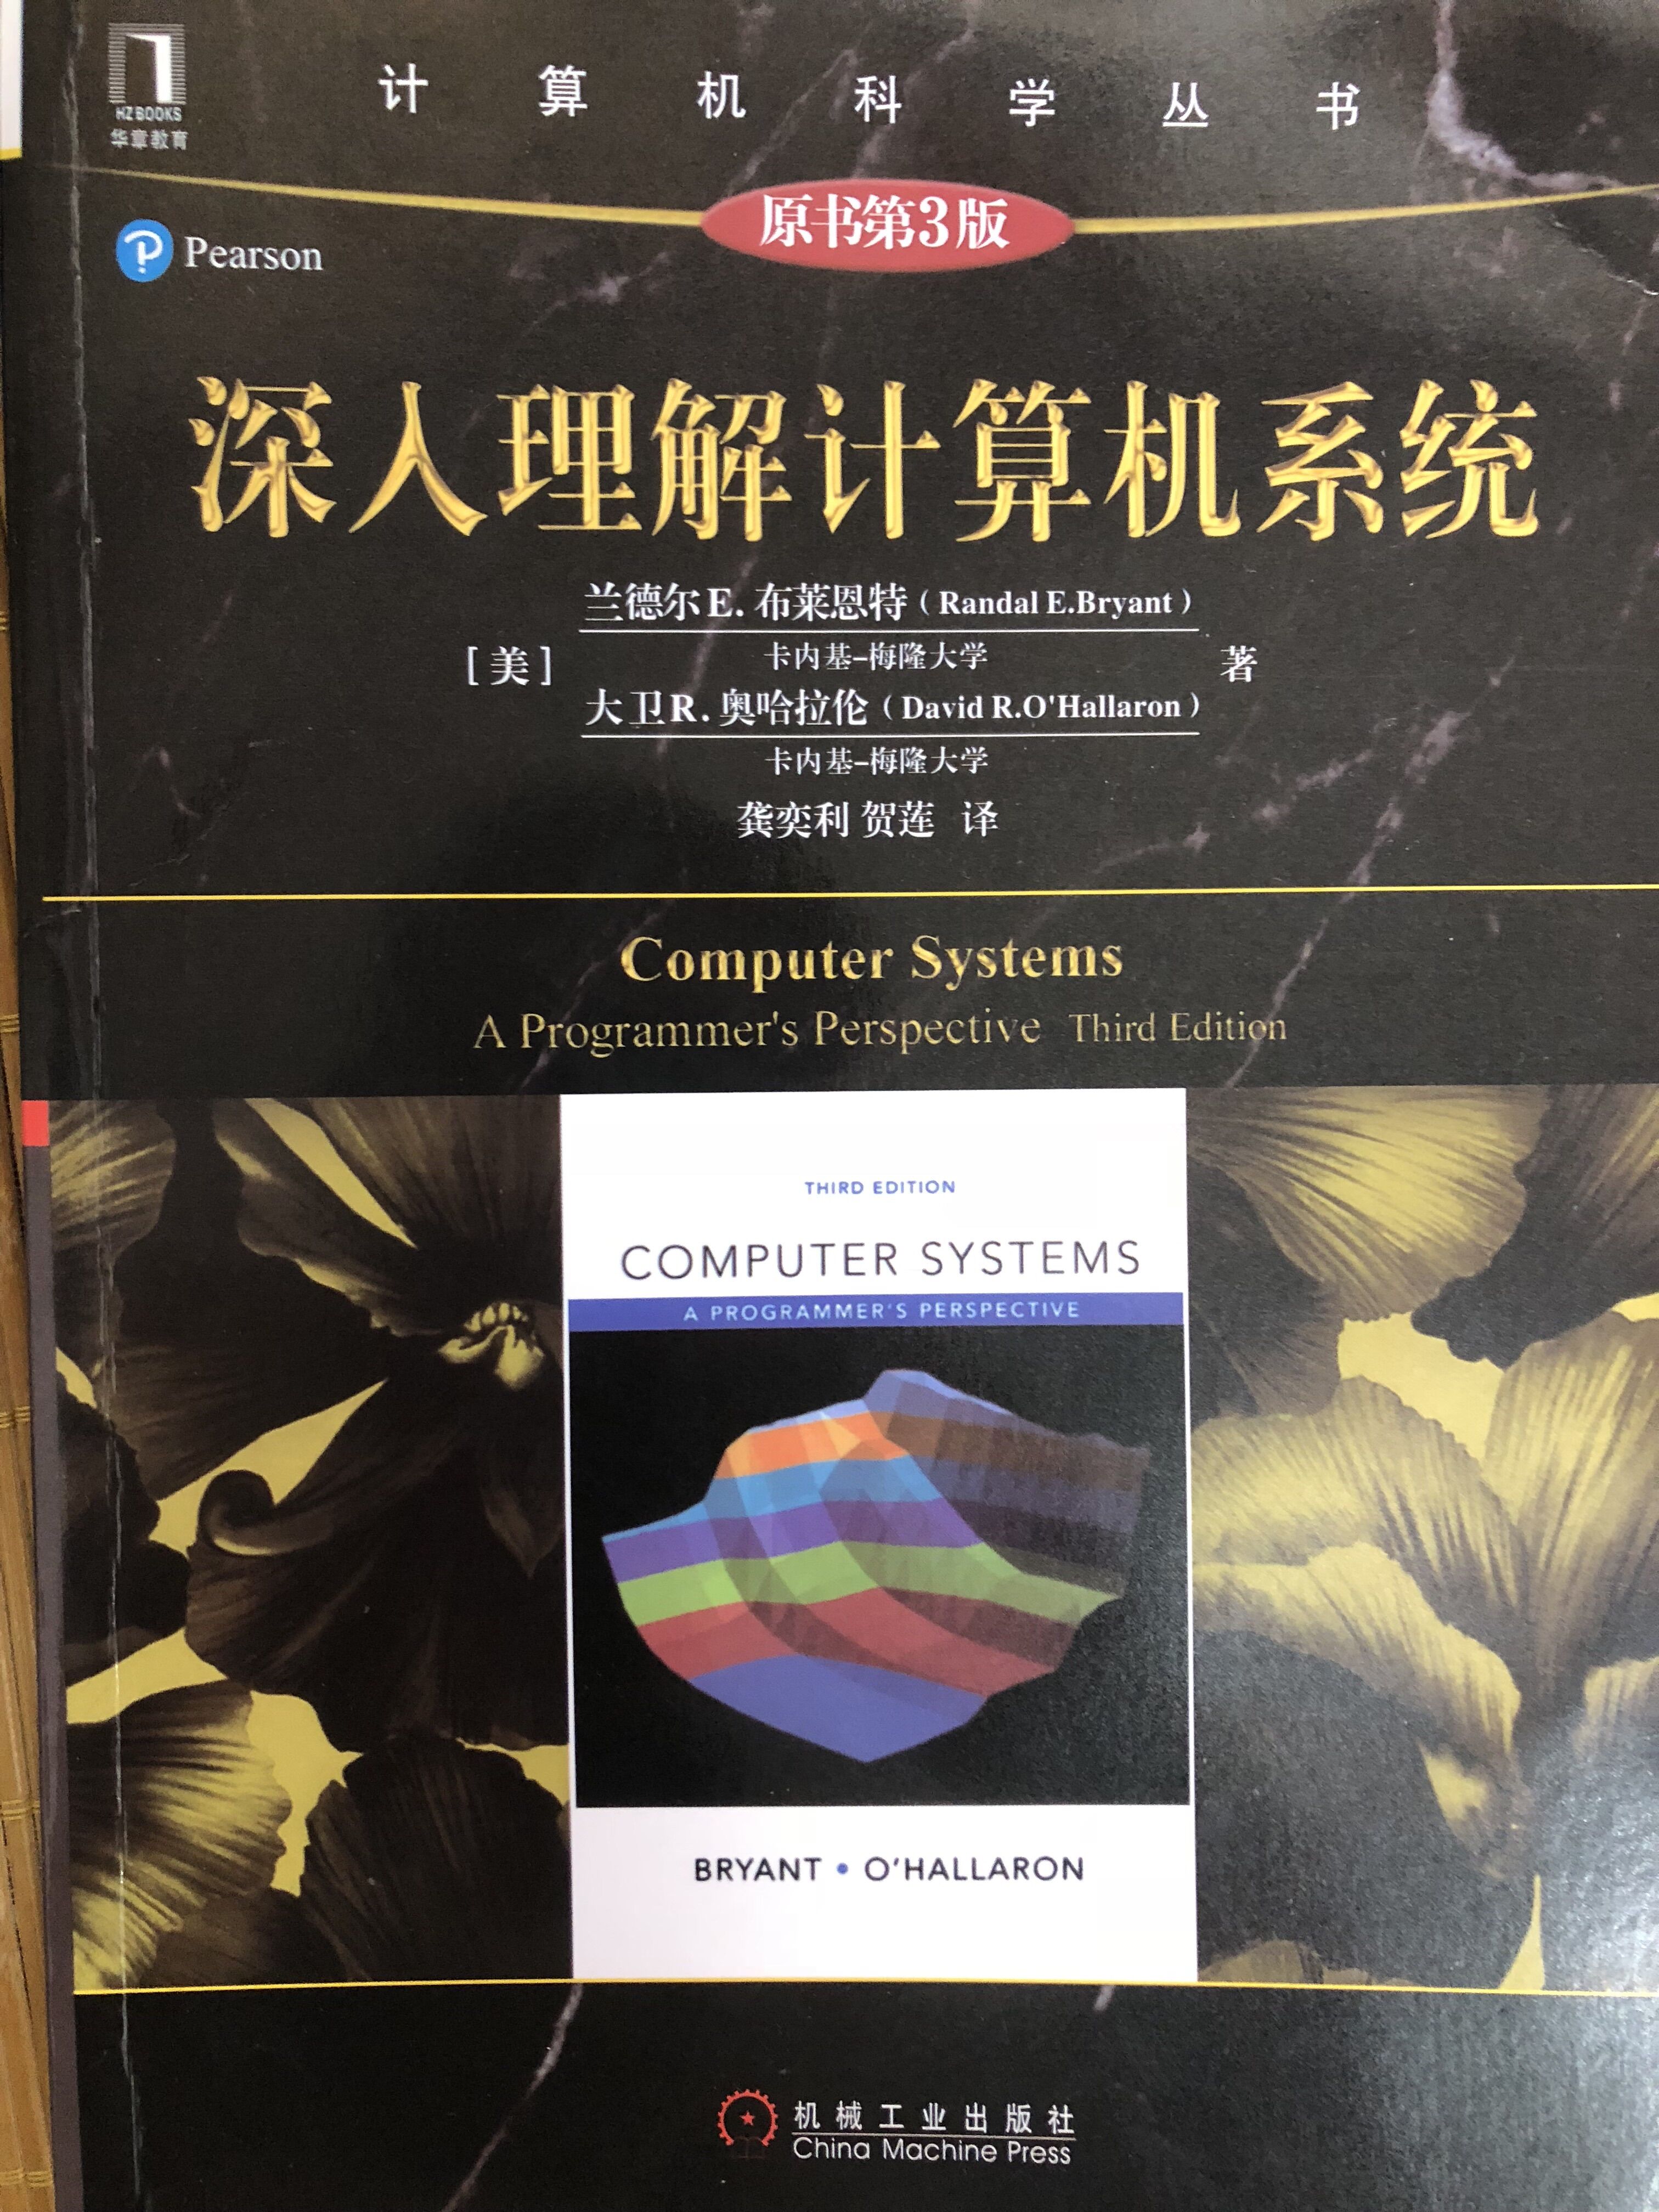 HZ BOOKS
华章教育
计算机科学丛书
原书第3版
Pearson
深入理解计算机系统
[美]
兰德尔 E. 布莱恩特 (Randal E.Bryant)
卡内基-梅隆大学
大卫 R. 奥哈拉伦 (David R.O'Hallaron)
卡内基-梅隆大学
著
龚奕利 贺莲 译
Computer Systems
A Programmer's Perspective Third Edition
THIRD EDITION
COMPUTER SYSTEMS
A PROGRAMMER'S PERSPECTIVE
BRYANT • O'HALLARON
机械工业出版社
China Machine Press